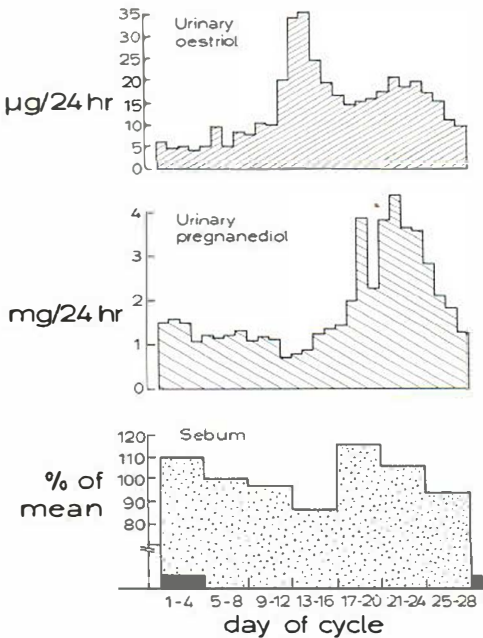 Urinary
oestriol
35
30
25
20
15
10
5
0
µg/24 hr
Urinary
pregnanediol
4
3
2
1
0
mg/24 hr
Sebum
120
110
100
90
80
% of
mean
1-4 5-8 9-12 13-16 17-20 21-24 25-28
day of cycle